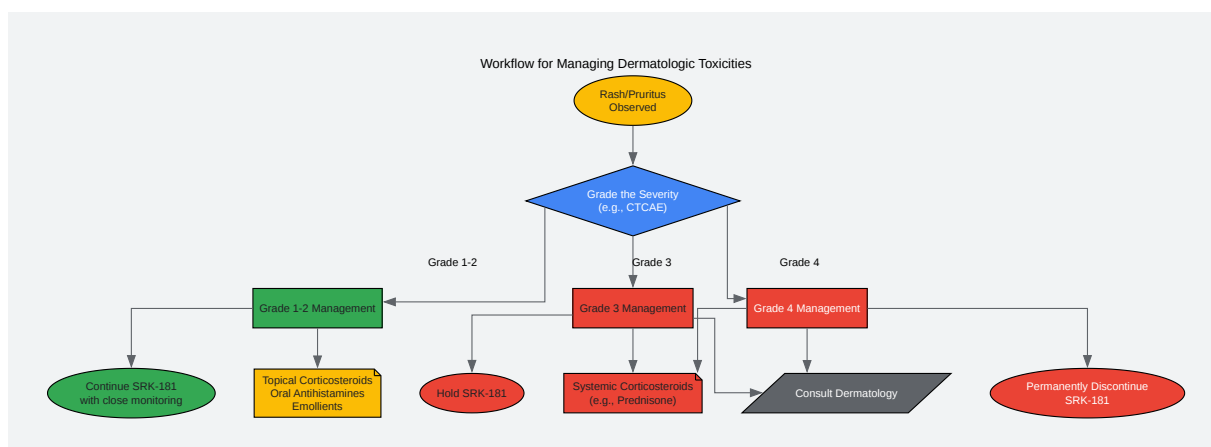 Workflow for Managing Dermatologic Toxicities
Rash/Pruritus
Observed
Grade the Severity
(e.g., CTCAE)
Grade 1-2
Grade 3
Grade 4
Grade 1-2 Management
Grade 3 Management
Grade 4 Management
Continue SRK-181
with close monitoring
Topical Corticosteroids
Oral Antihistamines
Emollients
Hold SRK-181
Systemic Corticosteroids
(e.g., Prednisone)
Consult Dermatology
Permanently Discontinue
SRK-181